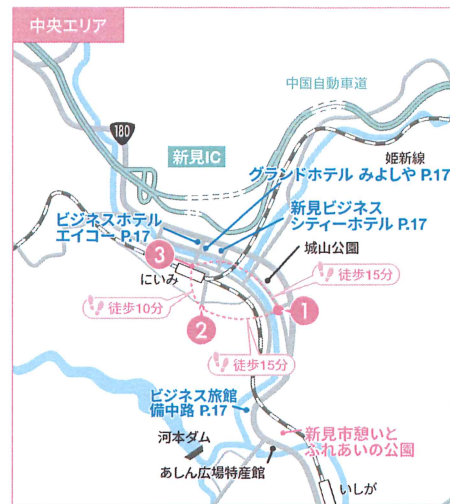 中央エリア
中国自動車道
180
新見IC
姫新線
グランドホテル みよしや P.17
ビジネスホテル
エイコー P.17
新見ビジネス
シティーホテル P.17
城山公園
3
にいみ
徒歩15分
徒歩10分
1
2
徒歩15分
ビジネス旅館
備中路 P.17
河本ダム
新見市憩いと
ふれあいの公園
あしん広場特産館
いしが